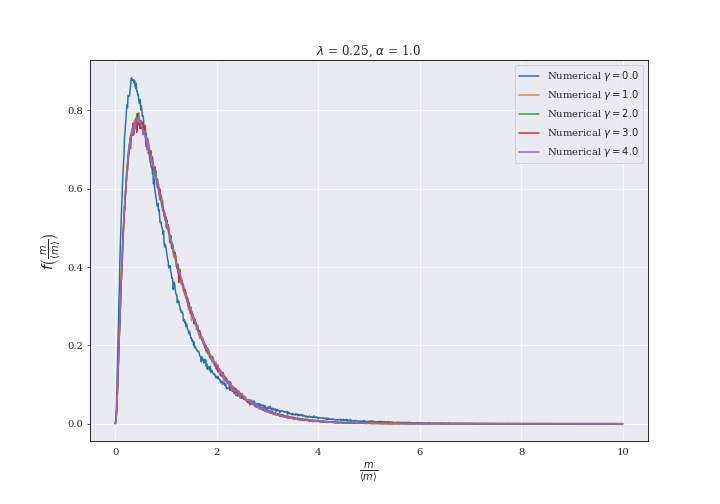 λ = 0.25, α = 1.0
Numerical γ = 0.0
Numerical γ = 1.0
Numerical γ = 2.0
Numerical γ = 3.0
Numerical γ = 4.0
f(m/⟨m⟩)
0.8
0.6
0.4
0.2
0.0
0 2 4 6 8 10
m/⟨m⟩